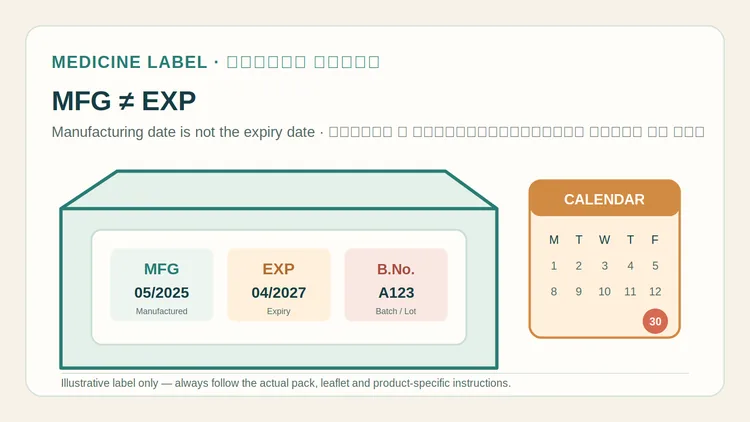 MEDICINE LABEL ·
MFG ≠ EXP
Manufacturing date is not the expiry date ·
MFG
05/2025
Manufactured
EXP
04/2027
Expiry
B.No.
A123
Batch / Lot
CALENDAR
M T W T F
1 2 3 4 5
8 9 10 11 12
30
Illustrative label only — always follow the actual pack, leaflet and product-specific instructions.